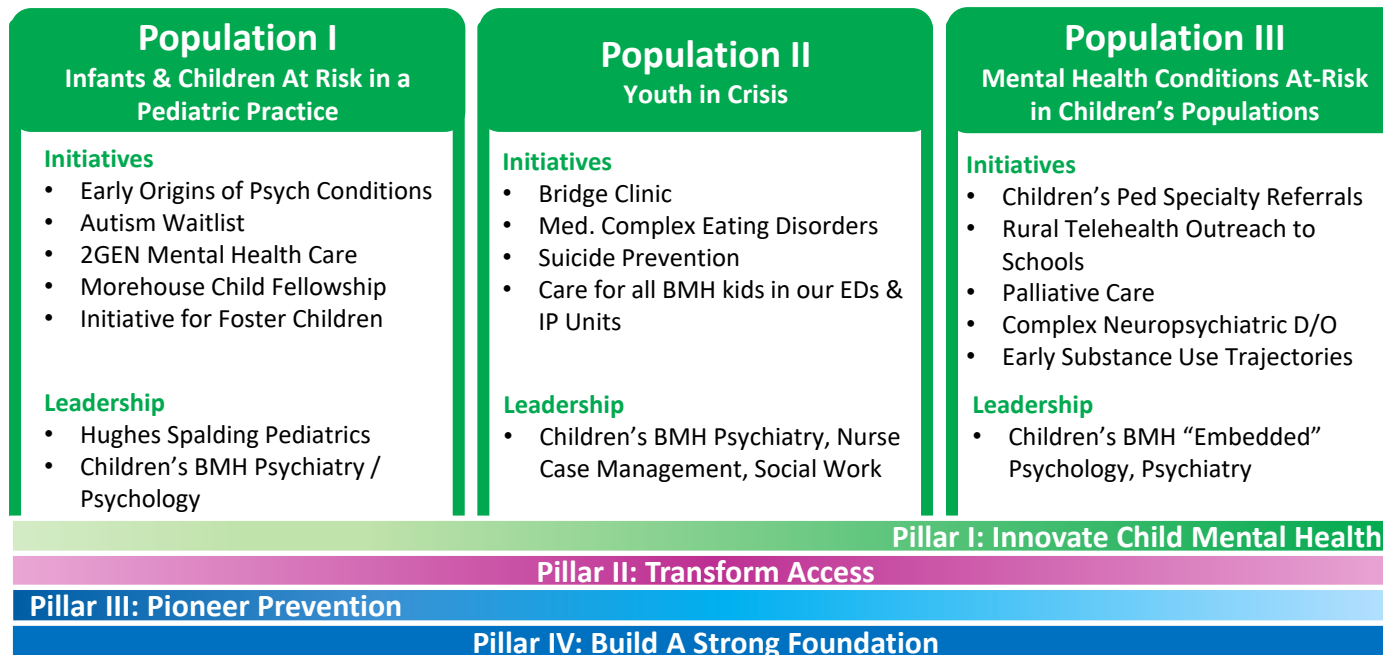 Population I
Infants & Children At Risk in a
Pediatric Practice
Initiatives
• Early Origins of Psych Conditions
• Autism Waitlist
• 2GEN Mental Health Care
• Morehouse Child Fellowship
• Initiative for Foster Children
Leadership
• Hughes Spalding Pediatrics
• Children’s BMH Psychiatry /
Psychology
Population II
Youth in Crisis
Initiatives
• Bridge Clinic
• Med. Complex Eating Disorders
• Suicide Prevention
• Care for all BMH kids in our EDs &
IP Units
Leadership
• Children’s BMH Psychiatry, Nurse
Case Management, Social Work
Population III
Mental Health Conditions At-Risk
in Children’s Populations
Initiatives
• Children’s Ped Specialty Referrals
• Rural Telehealth Outreach to
Schools
• Palliative Care
• Complex Neuropsychiatric D/O
• Early Substance Use Trajectories
Leadership
• Children’s BMH “Embedded”
Psychology, Psychiatry
Pillar I: Innovate Child Mental Health
Pillar II: Transform Access
Pillar III: Pioneer Prevention
Pillar IV: Build A Strong Foundation